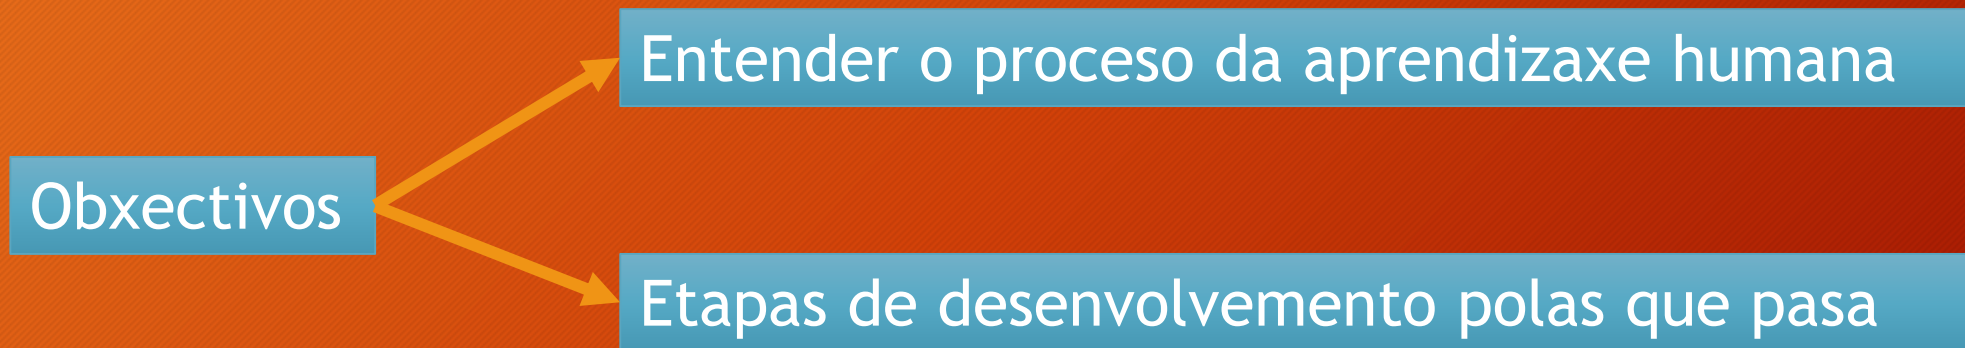 Entender o proceso da aprendizaxe humana
Obxectivos
Etapas de desenvolvemento polas que pasa